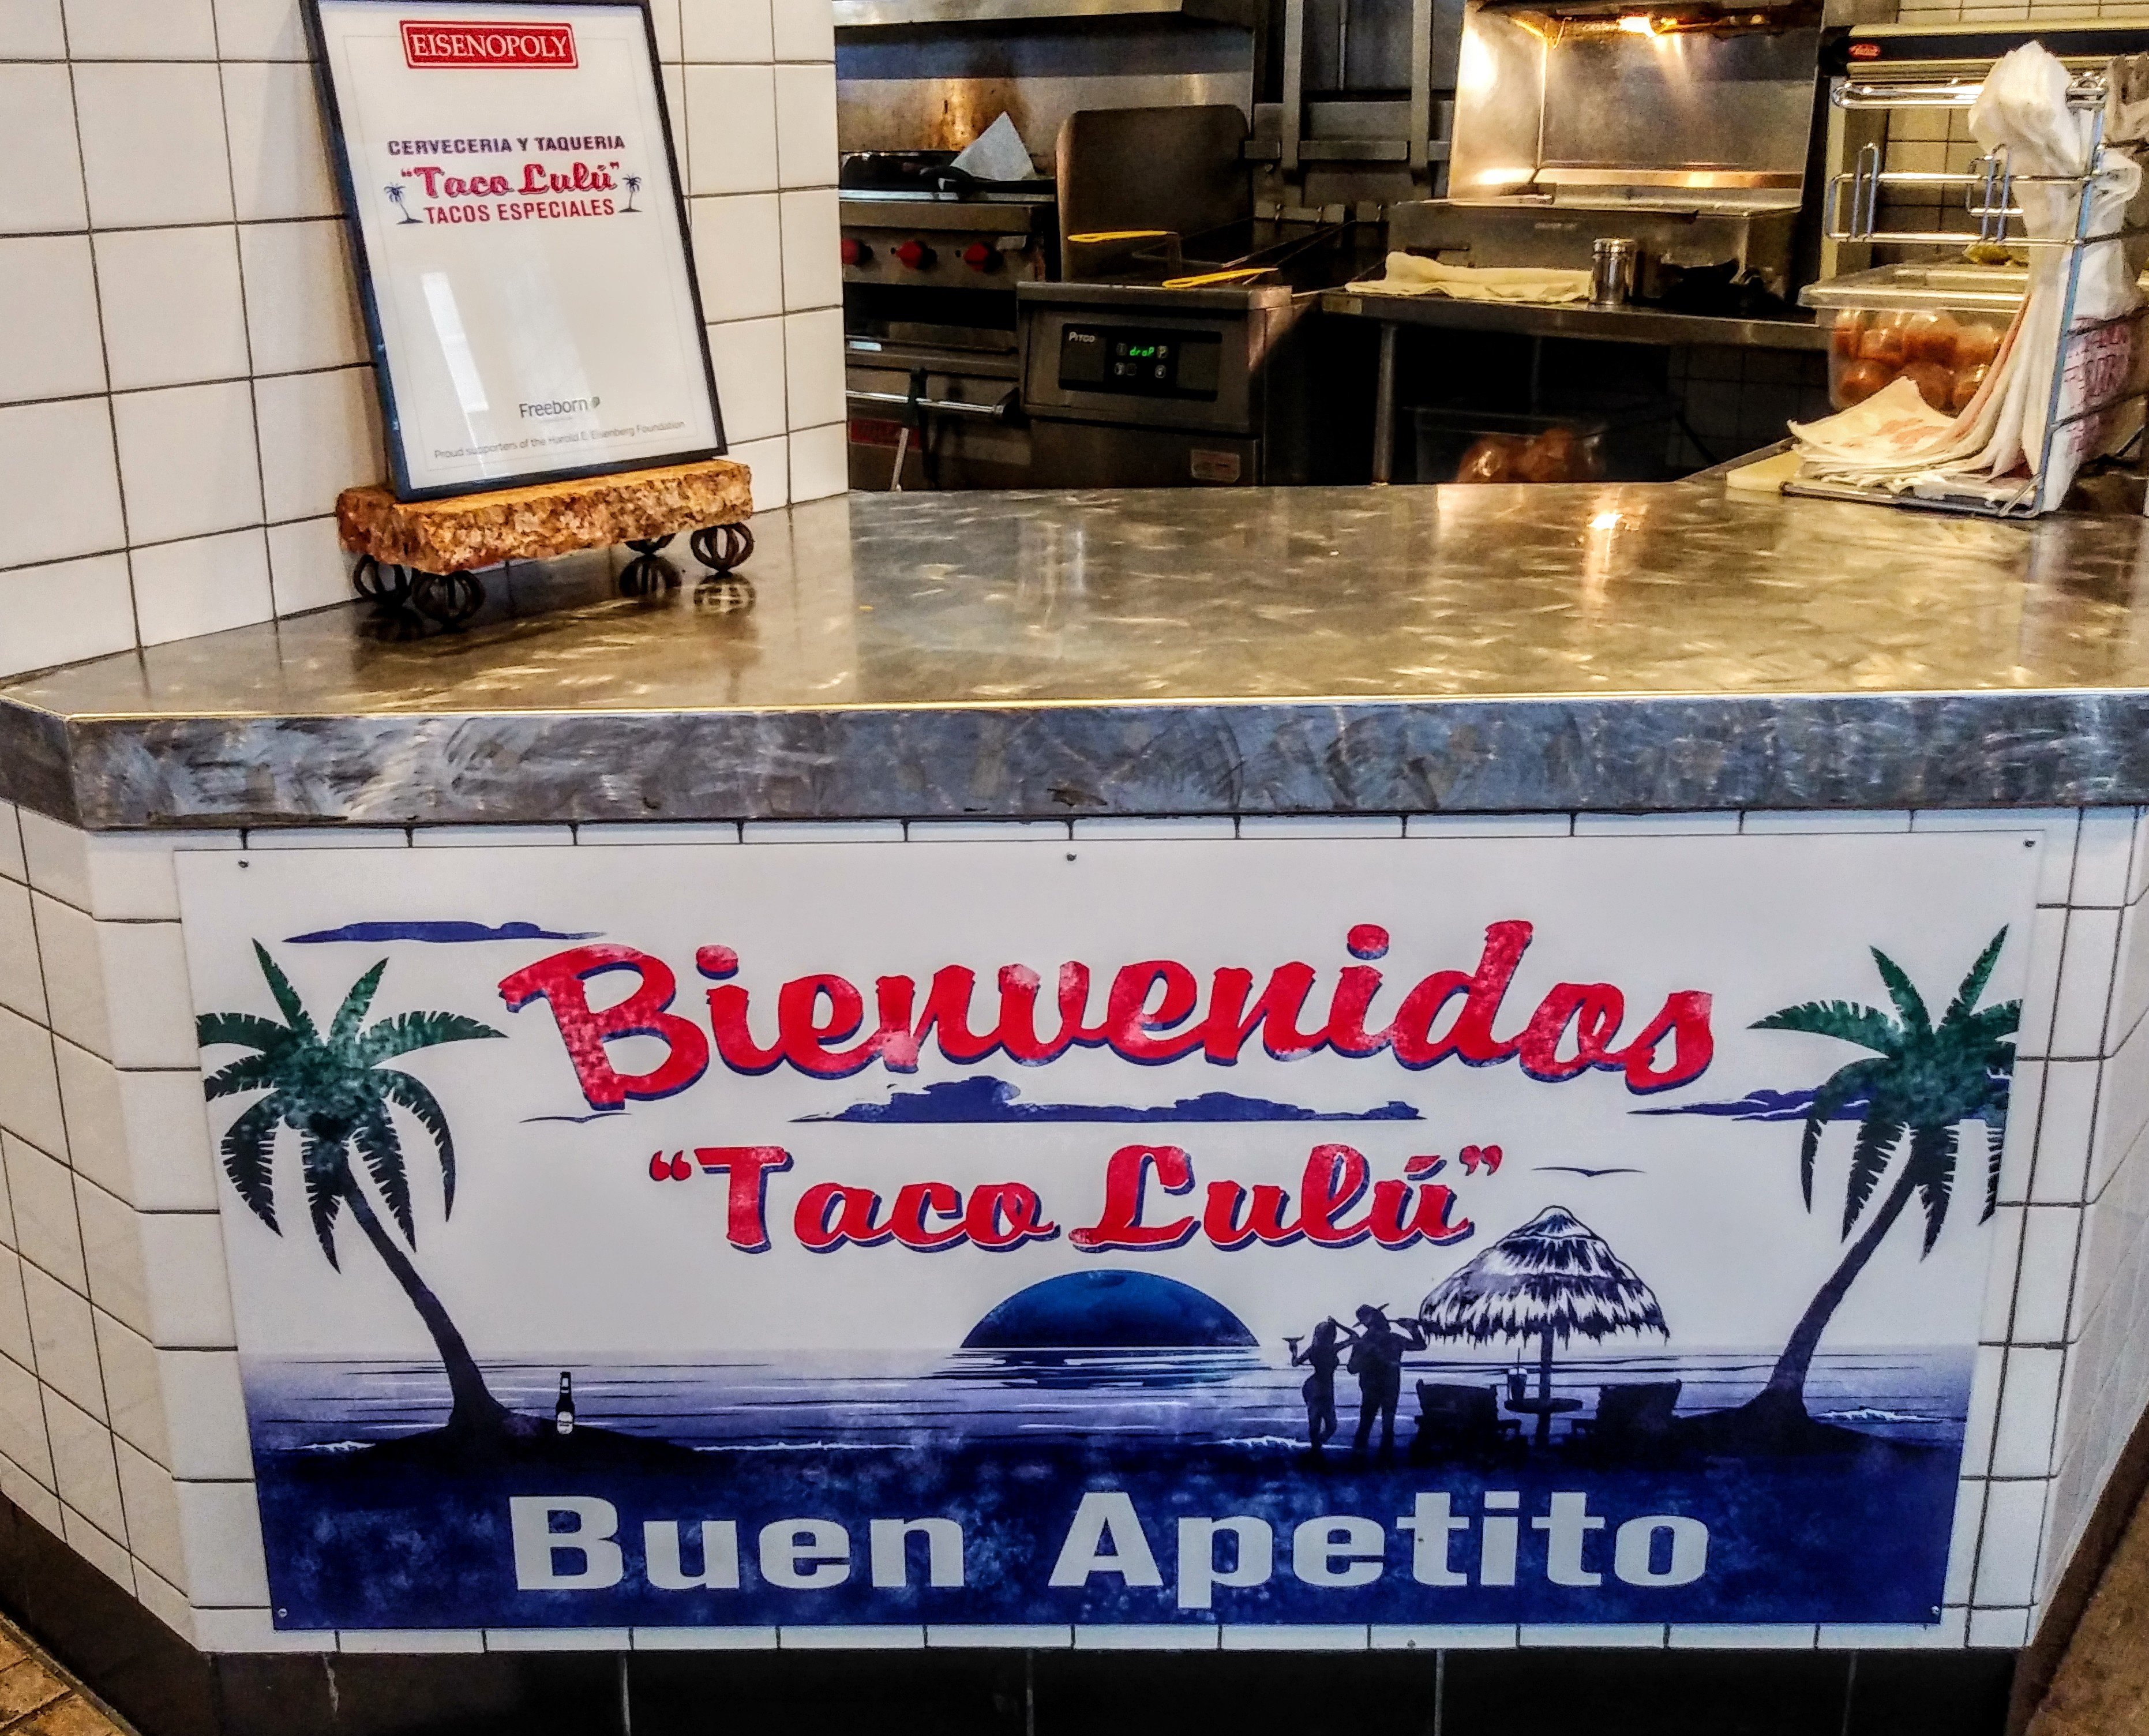 EISENOPOLY
CERVECERIA Y TAQUERIA
"Taco Lulú"
TACOS ESPECIALES
Freeborn
Proud supporters of the Harold E. Eisenberg Foundation
PITCO
drop
Bienvenidos
"Taco Lulú"
Buen Apetito